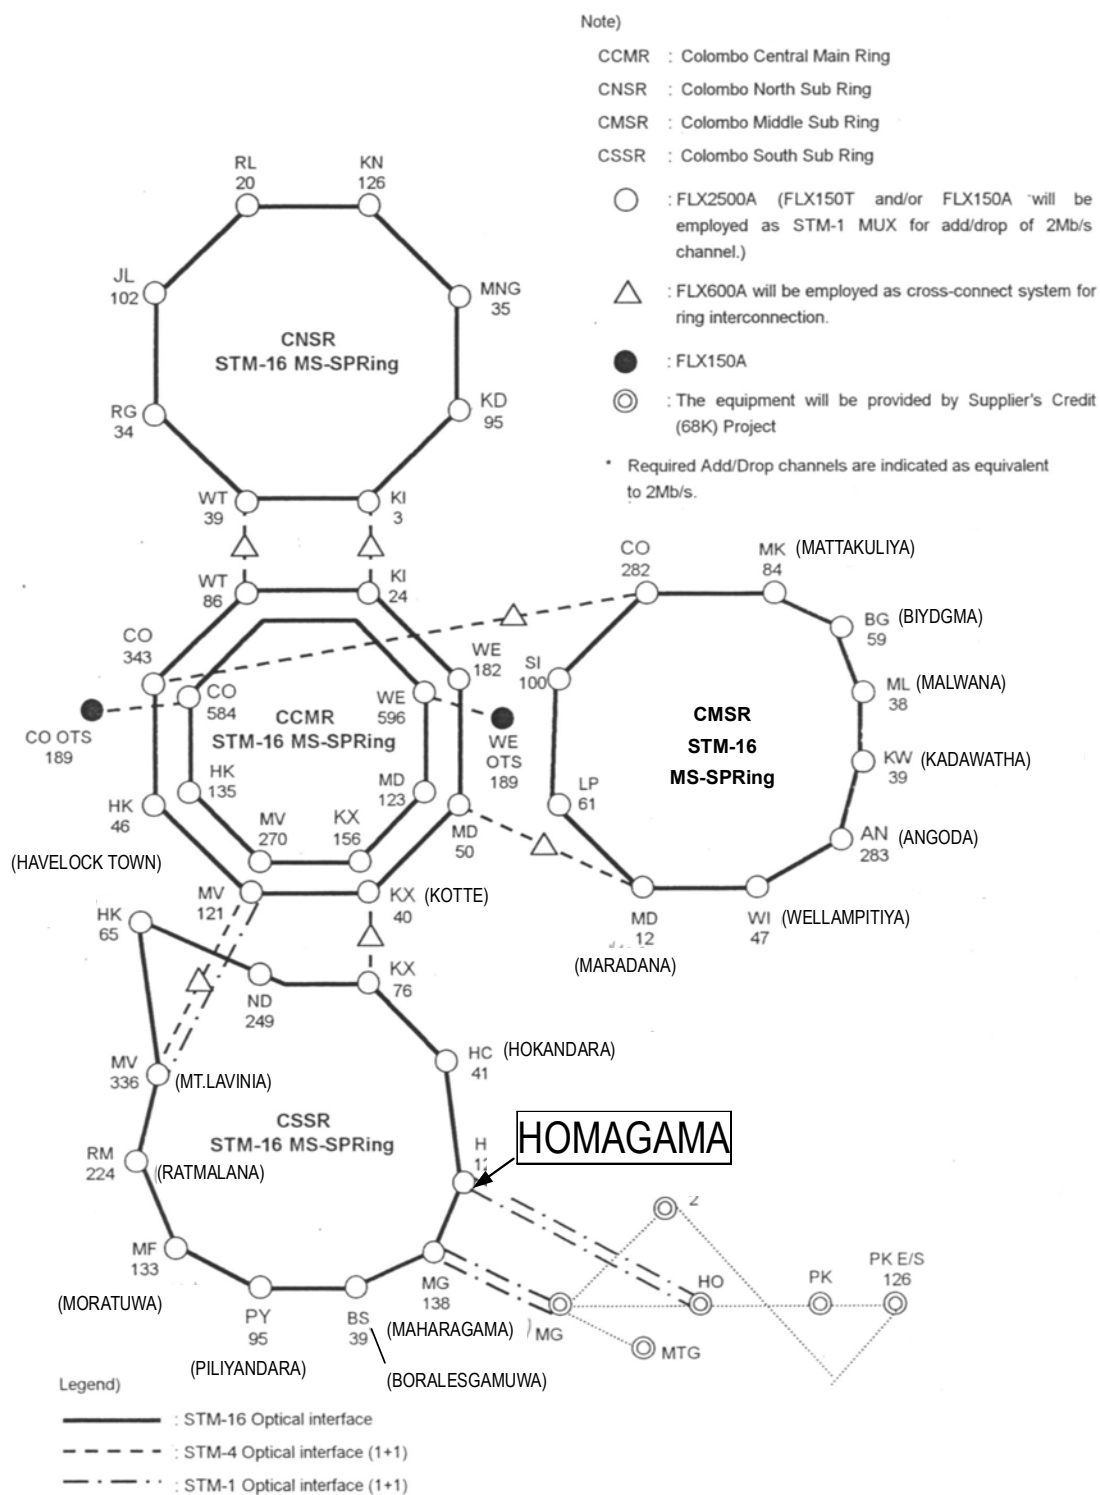 Note)
CCMR : Colombo Central Main Ring
CNSR : Colombo North Sub Ring
CMSR : Colombo Middle Sub Ring
CSSR : Colombo South Sub Ring
: FLX2500A (FLX150T and/or FLX150A will be
employed as STM-1 MUX for add/drop of 2Mb/s
channel.)
: FLX600A will be employed as cross-connect system for
ring interconnection.
: FLX150A
: The equipment will be provided by Supplier's Credit
(68K) Project
* Required Add/Drop channels are indicated as equivalent
to 2Mb/s.
RL
20
KN
126
JL
102
MNG
35
CNSR
STM-16 MS-SPRing
RG
34
KD
95
WT
39
KI
3
WT
86
KI
24
CO
343
WE
182
CO
584
WE
596
CCMR
STM-16 MS-SPRing
CO OTS
189
WE
OTS
189
HK
135
MD
123
HK
46
MV
270
KX
156
MD
50
(HAVELOCK TOWN)
MV
121
KX
40
(KOTTE)
CO
282
MK
84
(MATTAKULIYA)
BG
59
(BIYDGMA)
SI
100
ML
38
(MALWANA)
CMSR
STM-16
MS-SPRing
KW
39
(KADAWATHA)
LP
61
AN
283
(ANGODA)
MD
12
(MARADANA)
WI
47
(WELLAMPITIYA)
HK
65
ND
249
KX
76
HC
41
(HOKANDARA)
MV
336
(MT.LAVINIA)
CSSR
STM-16 MS-SPRing
HOMAGAMA
RM
224
(RATMALANA)
MF
133
(MORATUWA)
PY
95
(PILIYANDARA)
BS
39
(BORALESGAMUWA)
MG
138
(MAHARAGAMA)
MG
MTG
2
HO
PK
PK E/S
126
Legend)
: STM-16 Optical interface
: STM-4 Optical interface (1+1)
: STM-1 Optical interface (1+1)